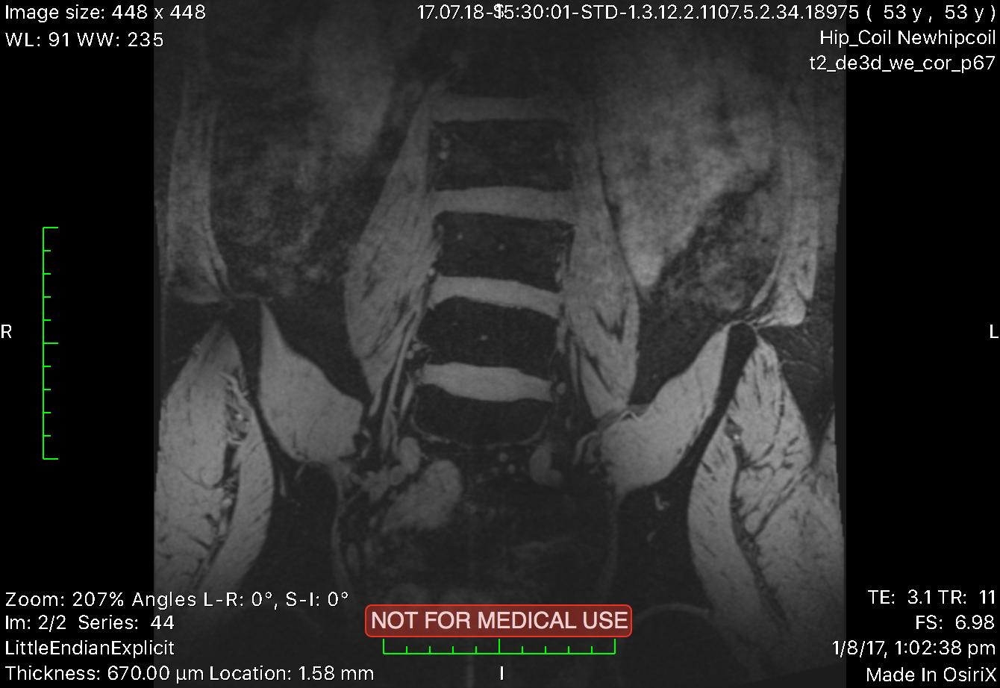 Image size: 448 x 448
WL: 91 WW: 235
17.07.18-15:30:01-STD-1.3.12.2.1107.5.2.34.18975 ( 53 y , 53 y )
Hip_Coil Newhipcoil
t2_de3d_we_cor_p67
R
L
Zoom: 207% Angles L-R: 0°, S-I: 0°
Im: 2/2 Series: 44
LittleEndianExplicit
Thickness: 670.00 µm Location: 1.58 mm
NOT FOR MEDICAL USE
I
TE: 3.1 TR: 11
FS: 6.98
1/8/17, 1:02:38 pm
Made In OsiriX